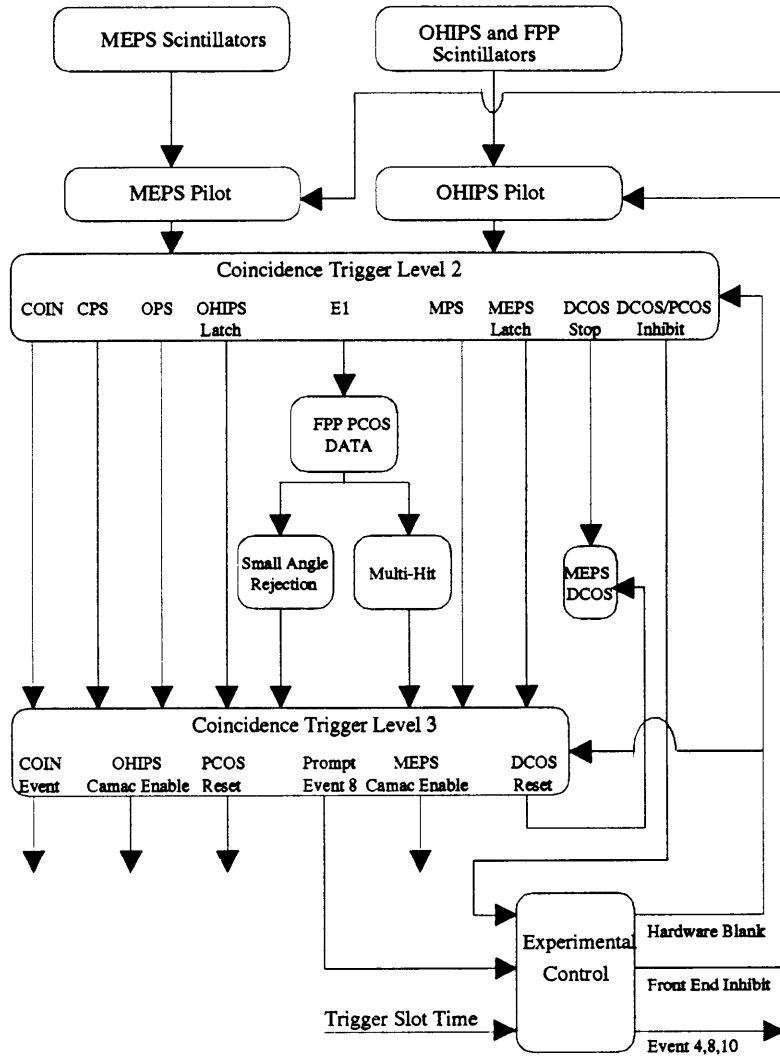 MEPS Scintillators
OHIPS and FPP
Scintillators
MEPS Pilot
OHIPS Pilot
Coincidence Trigger Level 2
COIN CPS OPS OHIPS Latch E1 MPS MEPS Latch DCOS Stop DCOS/PCOS Inhibit
FPP PCOS
DATA
Small Angle
Rejection
Multi-Hit
MEPS
DCOS
Coincidence Trigger Level 3
COIN Event OHIPS Camac Enable PCOS Reset Prompt Event 8 MEPS Camac Enable DCOS Reset
Experimental
Control
Hardware Blank
Front End Inhibit
Trigger Slot Time
Event 4,8,10